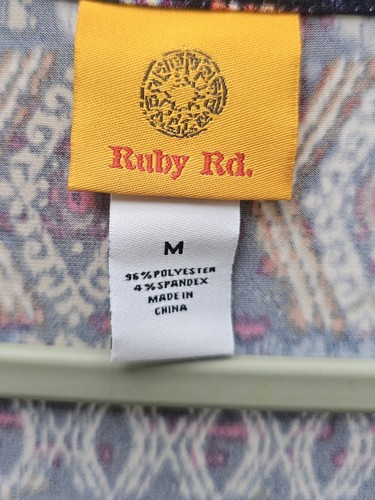 Ruby Rd.
M
96%POLYESTER
4%SPANDEX
MADE IN
CHINA